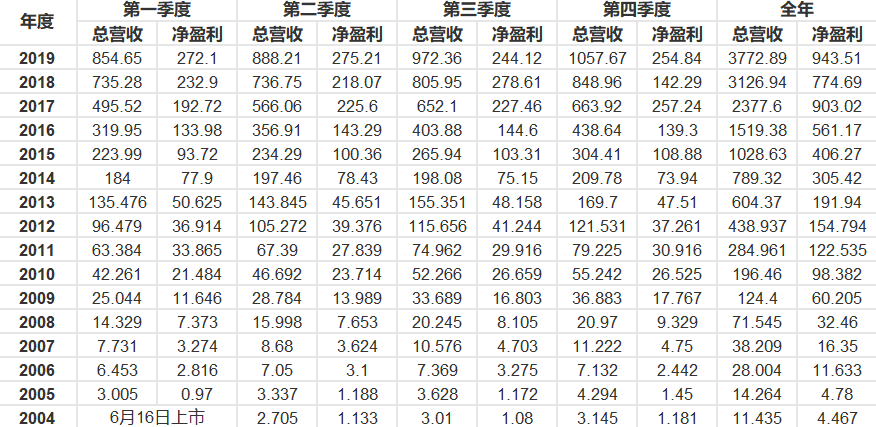 年度 第一季度 第二季度 第三季度 第四季度 全年
总营收 净盈利 总营收 净盈利 总营收 净盈利 总营收 净盈利 总营收 净盈利
2019 854.65 272.1 888.21 275.21 972.36 244.12 1057.67 254.84 3772.89 943.51
2018 735.28 232.9 736.75 218.07 805.95 278.61 848.96 142.29 3126.94 774.69
2017 495.52 192.72 566.06 225.6 652.1 227.46 663.92 257.24 2377.6 903.02
2016 319.95 133.98 356.91 143.29 403.88 144.6 438.64 139.3 1519.38 561.17
2015 223.99 93.72 234.29 100.36 265.94 103.31 304.41 108.88 1028.63 406.27
2014 184 77.9 197.46 78.43 198.08 75.15 209.78 73.94 789.32 305.42
2013 135.476 50.625 143.845 45.651 155.351 48.158 169.7 47.51 604.37 191.94
2012 96.479 36.914 105.272 39.376 115.656 41.244 121.531 37.261 438.937 154.794
2011 63.384 33.865 67.39 27.839 74.962 29.916 79.225 30.916 284.961 122.535
2010 42.261 21.484 46.692 23.714 52.266 26.659 55.242 26.525 196.46 98.382
2009 25.044 11.646 28.784 13.989 33.689 16.803 36.883 17.767 124.4 60.205
2008 14.329 7.373 15.998 7.653 20.245 8.105 20.97 9.329 71.545 32.46
2007 7.731 3.274 8.68 3.624 10.576 4.703 11.222 4.75 38.209 16.35
2006 6.453 2.816 7.05 3.1 7.369 3.275 7.132 2.442 28.004 11.633
2005 3.005 0.97 3.337 1.188 3.628 1.172 4.294 1.45 14.264 4.78
2004 6月16日上市 2.705 1.133 3.01 1.08 3.145 1.181 11.435 4.467